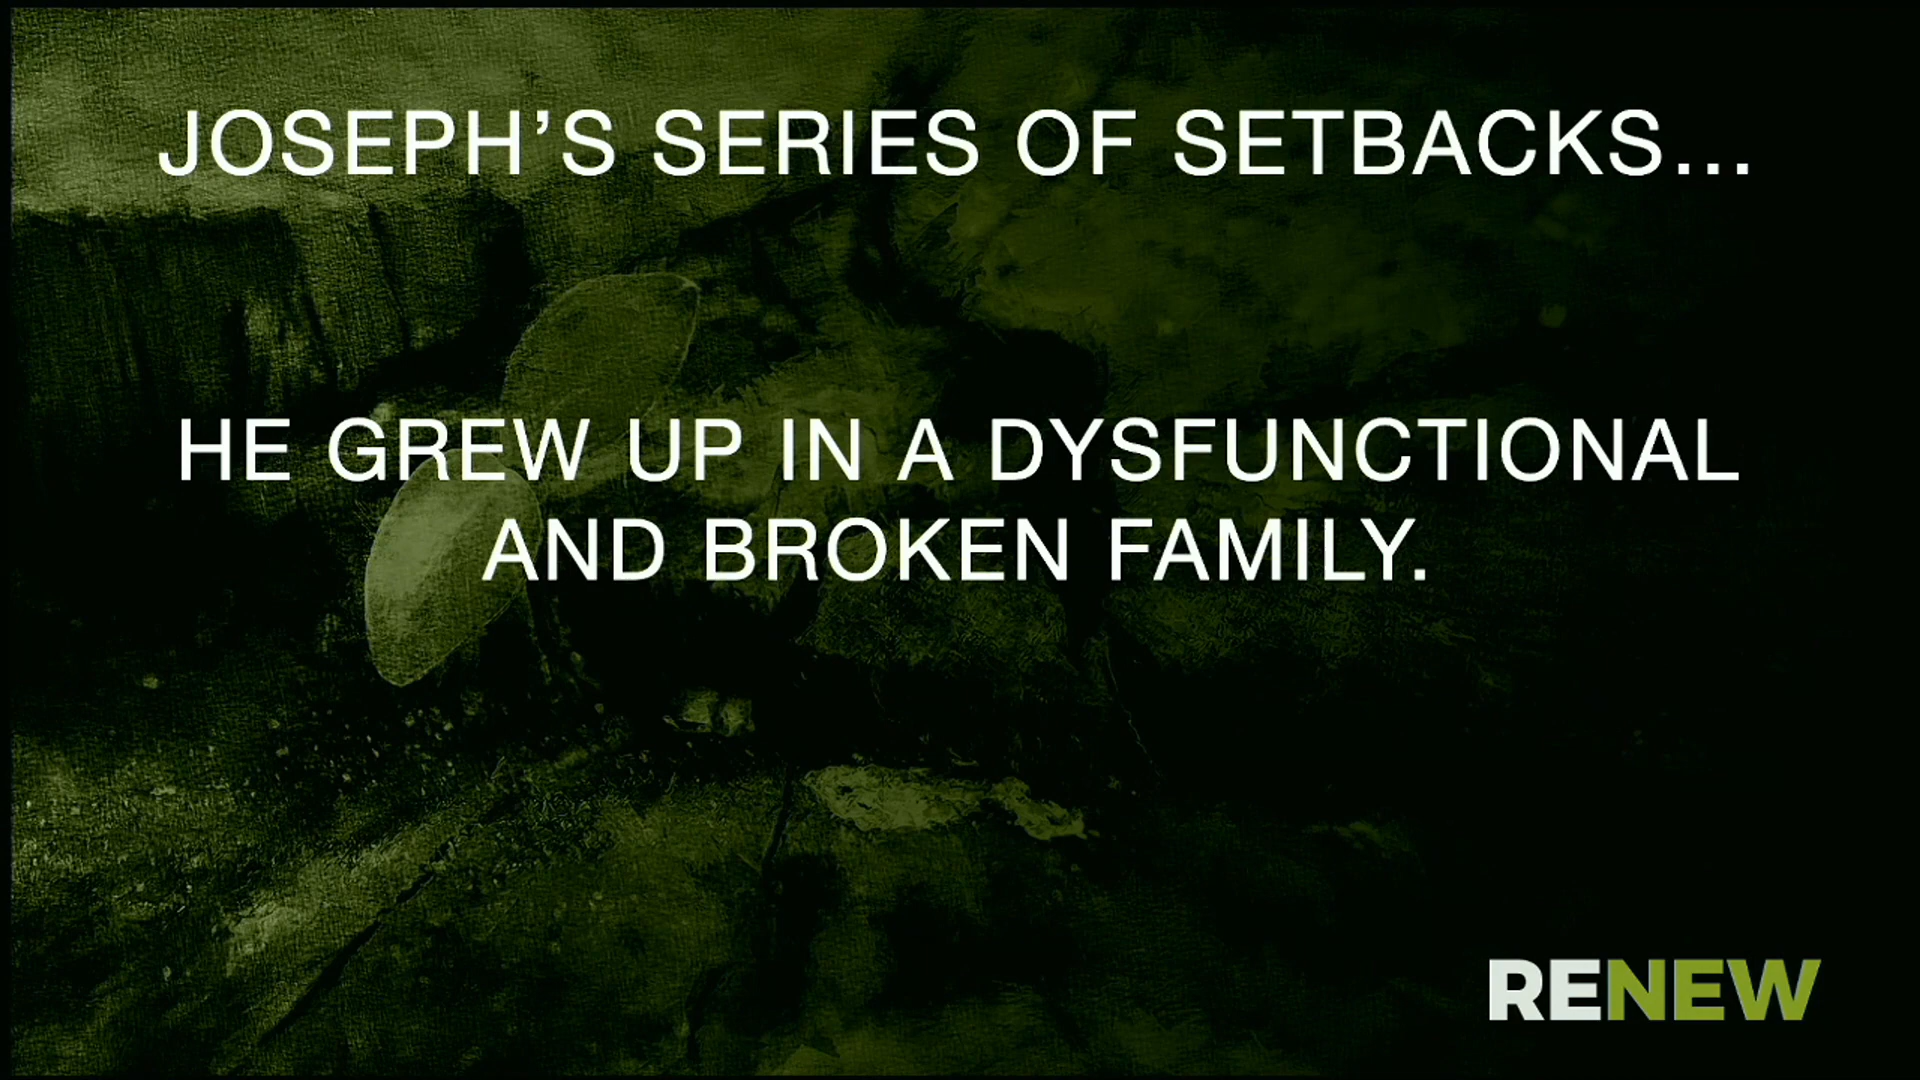 JOSEPH’S SERIES OF SETBACKS...
HE GREW UP IN A DYSFUNCTIONAL
AND BROKEN FAMILY.
RENEW